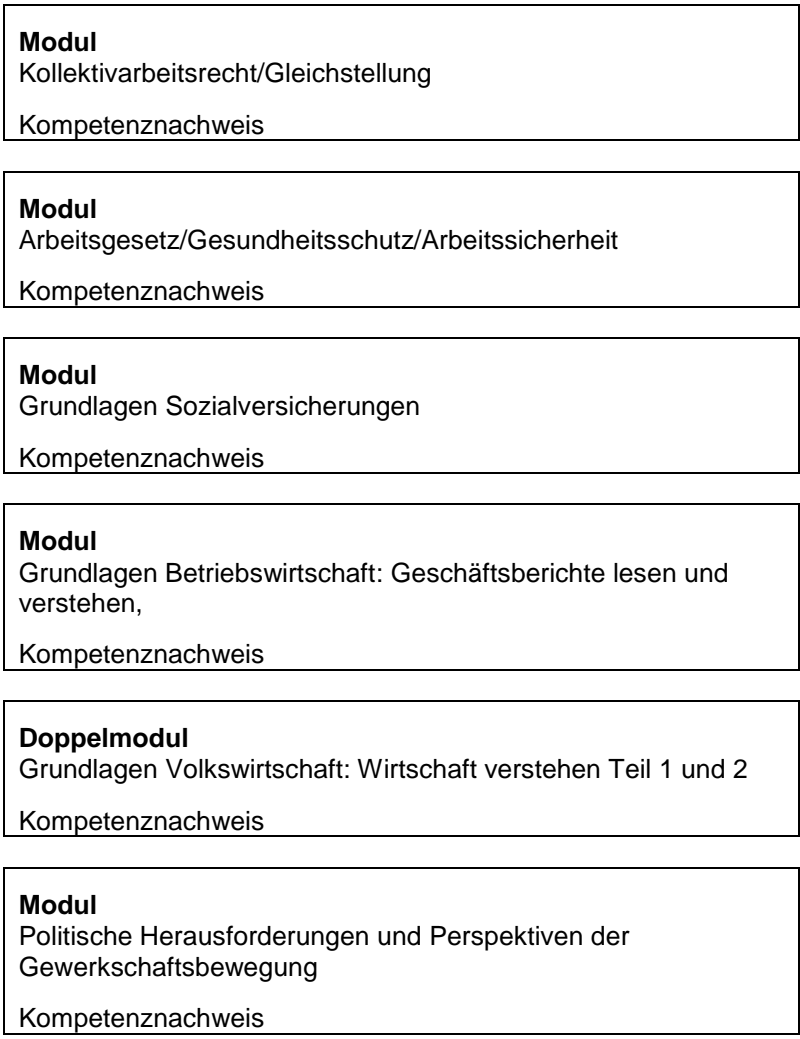 Modul
Kollektivarbeitsrecht/Gleichstellung
Kompetenznachweis
Modul
Arbeitsgesetz/Gesundheitsschutz/Arbeitssicherheit
Kompetenznachweis
Modul
Grundlagen Sozialversicherungen
Kompetenznachweis
Modul
Grundlagen Betriebswirtschaft: Geschäftsberichte lesen und
verstehen,
Kompetenznachweis
Doppelmodul
Grundlagen Volkswirtschaft: Wirtschaft verstehen Teil 1 und 2
Kompetenznachweis
Modul
Politische Herausforderungen und Perspektiven der
Gewerkschaftsbewegung
Kompetenznachweis